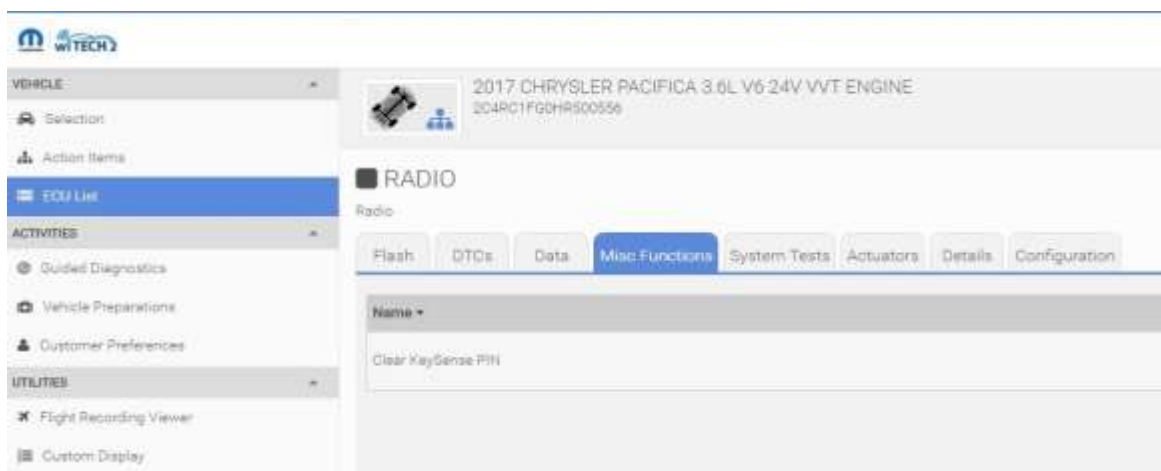 wiTECH2
VEHICLE
Selection
Action Items
ECU List
ACTIVITIES
Guided Diagnostics
Vehicle Preparations
Customer Preferences
UTILITIES
Flight Recording Viewer
Custom Display
2017 CHRYSLER PACIFICA 3.6L V6 24V VVT ENGINE
2C4RC1FG0HR500556
RADIO
Radio
Flash DTCs Data Misc Functions System Tests Actuators Details Configuration
Name
Clear KeySense PIN